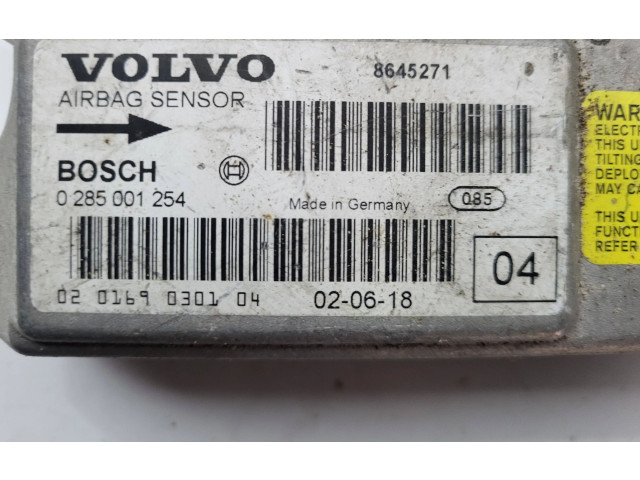 VOLVO
8645271
AIRBAG SENSOR
BOSCH
0 285 001 254
Made in Germany
085
02 0169 0301 04
02-06-18
04
WAR
ELECTR
THIS U
TILTING
DEPLO
MAY CA
THIS U
FUNCT
REFER